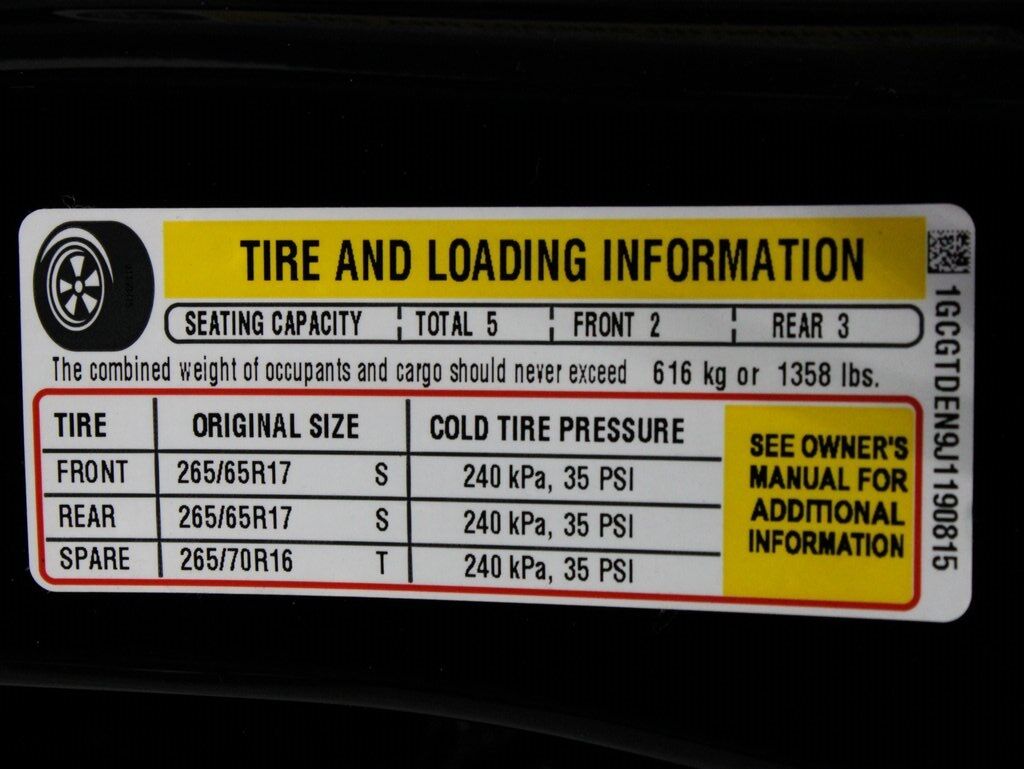 TIRE AND LOADING INFORMATION
SEATING CAPACITY TOTAL 5 FRONT 2 REAR 3
The combined weight of occupants and cargo should never exceed 616 kg or 1358 lbs.
TIRE ORIGINAL SIZE COLD TIRE PRESSURE
FRONT 265/65R17 S 240 kPa, 35 PSI
REAR 265/65R17 S 240 kPa, 35 PSI
SPARE 265/70R16 T 240 kPa, 35 PSI
SEE OWNER'S
MANUAL FOR
ADDITIONAL
INFORMATION
1GCGTDEN9J1190815